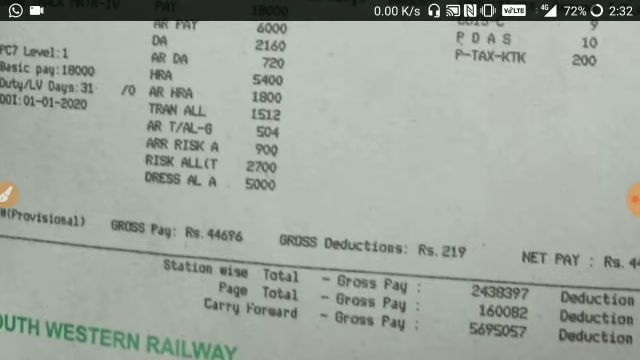 0.00 K/s VoLTE 4G 72% 2:32
PAY
AR PAY 6000
DA 2160
AR DA 720
HRA 5400
AR HRA 1800
TRAN ALL 1512
AR T/AL-G 504
ARR RISK A 900
RISK ALL(T 2700
DRESS AL A 5000
PC7 Level:1
Basic pay:18000
Duty/LV Days:31 /0
DOI:01-01-2020
9
P D A S 10
P-TAX-KTK 200
(Provisional) GROSS Pay: Rs.44696 GROSS Deductions: Rs.219 NET PAY : Rs.44
Station wise Total - Gross Pay : 2438397 Deduction
Page Total - Gross Pay : 160082 Deduction
Carry Forward - Gross Pay : 5695057 Deduction
OUTH WESTERN RAILWAY